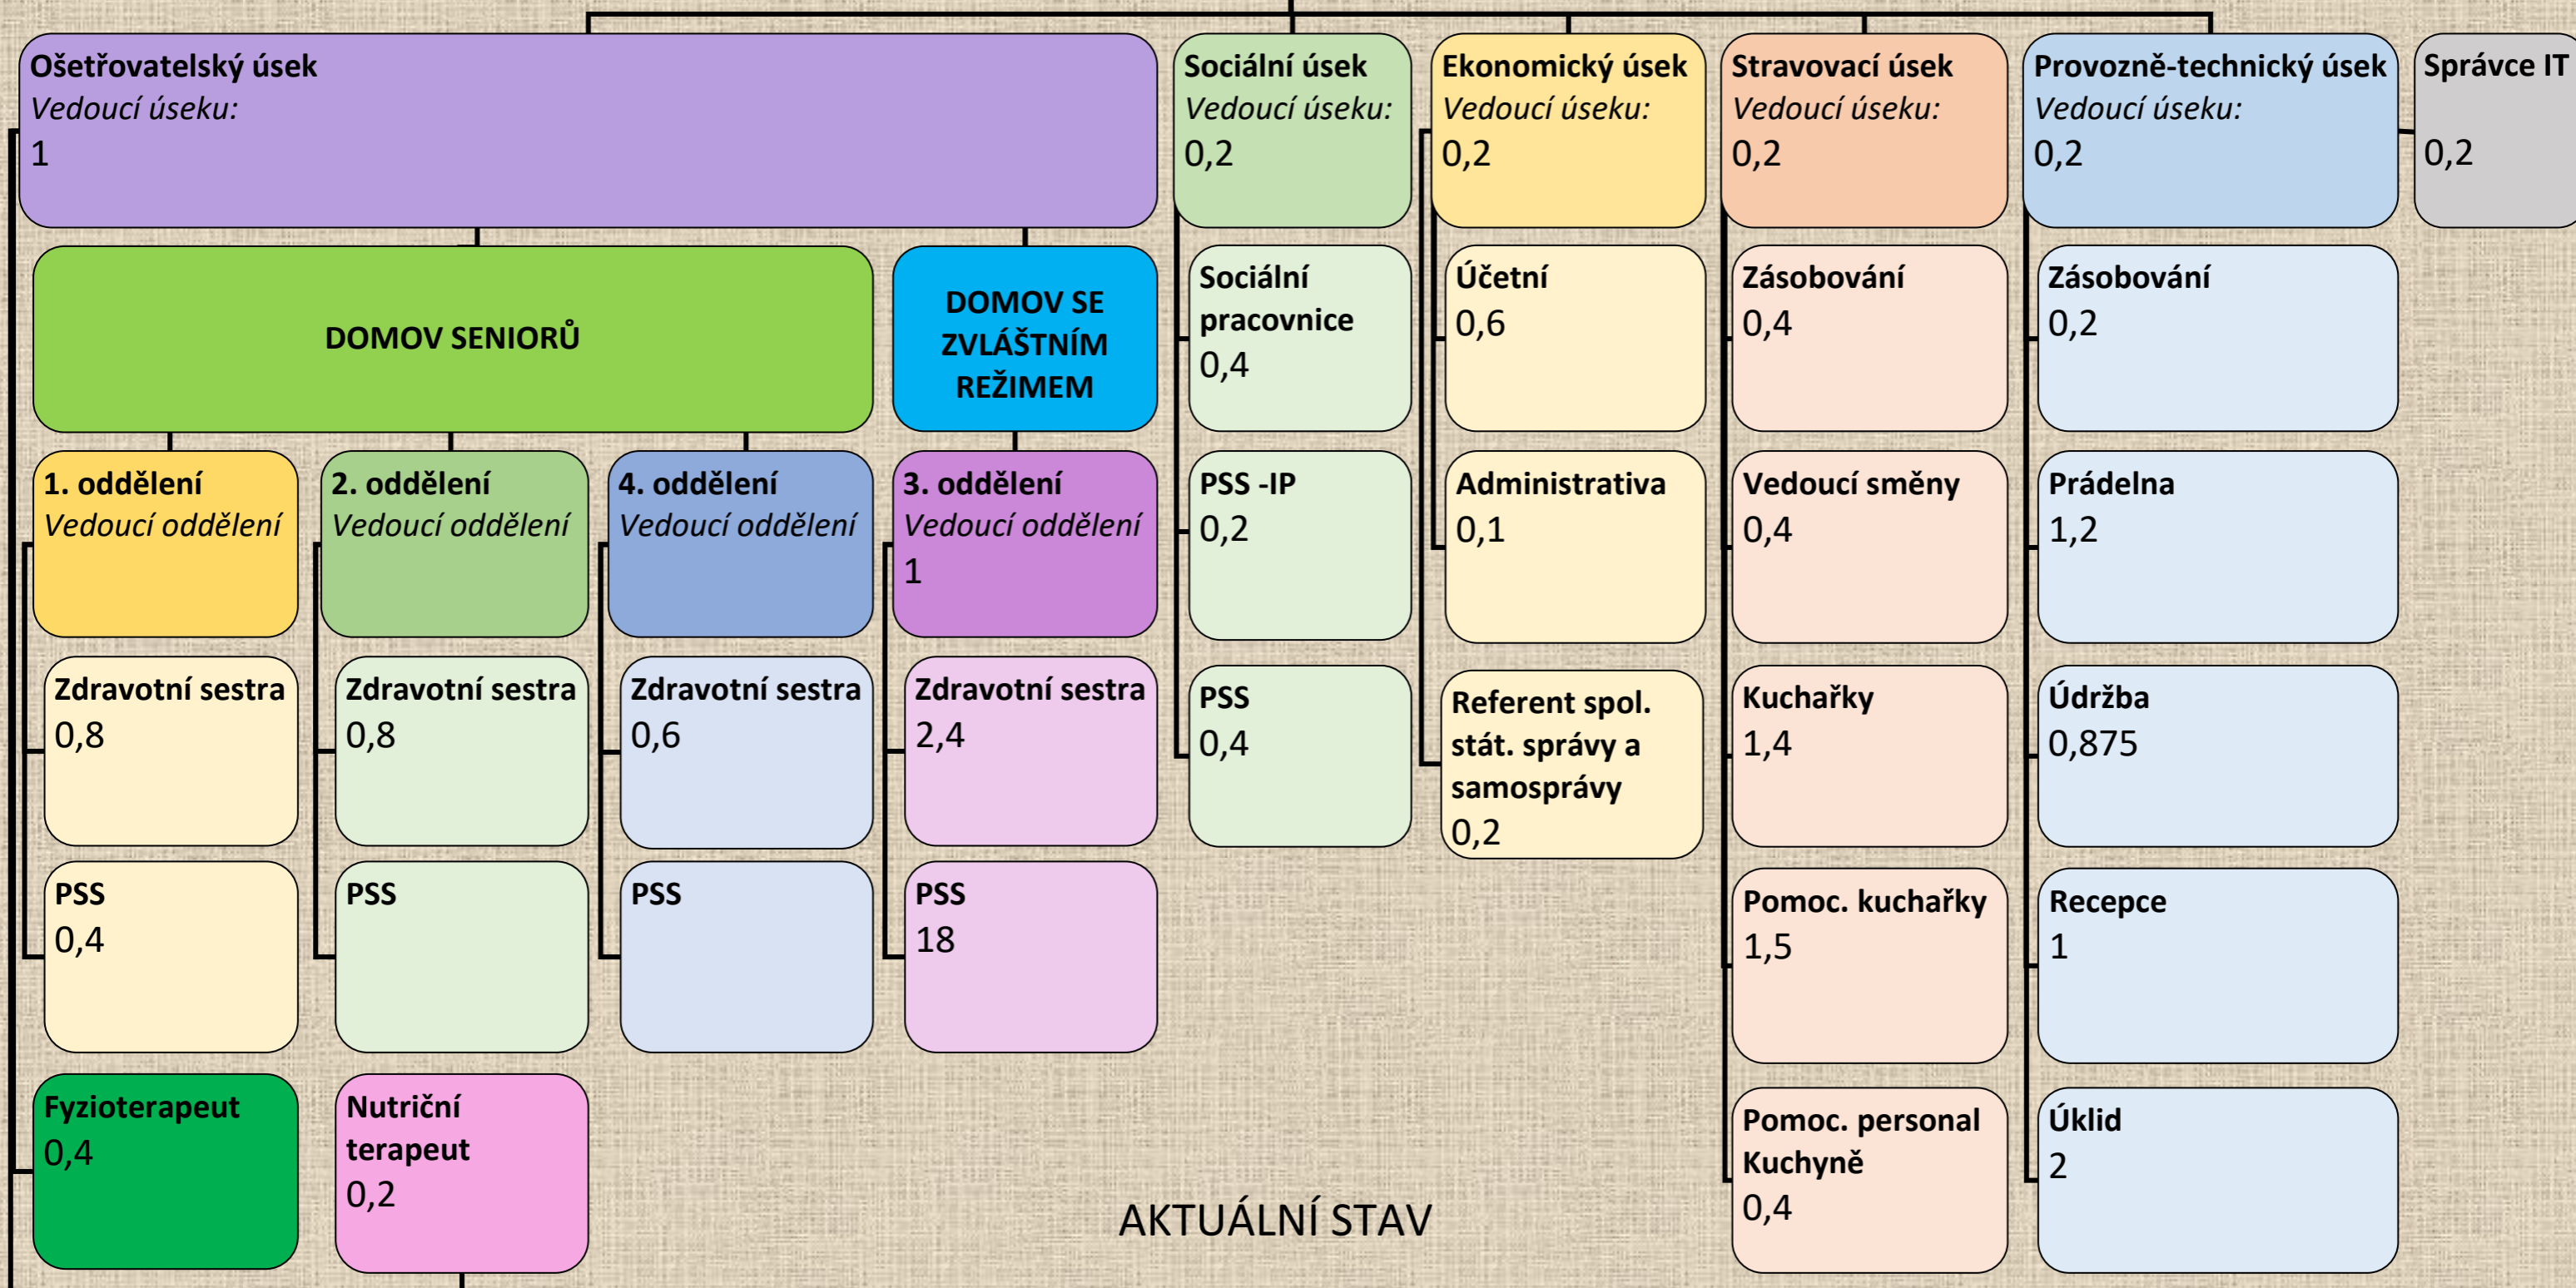 Ošetřovatelský úsek
Vedoucí úseku:
1
Sociální úsek
Vedoucí úseku:
0,2
Ekonomický úsek
Vedoucí úseku:
0,2
Stravovací úsek
Vedoucí úseku:
0,2
Provozně-technický úsek
Vedoucí úseku:
0,2
Správce IT
0,2
DOMOV SENIORŮ
DOMOV SE
ZVLÁŠTNÍM
REŽIMEM
Sociální
pracovnice
0,4
Účetní
0,6
Zásobování
0,4
Zásobování
0,2
1. oddělení
Vedoucí oddělení
2. oddělení
Vedoucí oddělení
4. oddělení
Vedoucí oddělení
3. oddělení
Vedoucí oddělení
1
PSS -IP
0,2
Administrativa
0,1
Vedoucí směny
0,4
Prádelna
1,2
Zdravotní sestra
0,8
Zdravotní sestra
0,8
Zdravotní sestra
0,6
Zdravotní sestra
2,4
PSS
0,4
Referent spol.
stát. správy a
samosprávy
0,2
Kuchařky
1,4
Údržba
0,875
PSS
0,4
PSS
PSS
PSS
18
Pomoc. kuchařky
1,5
Recepce
1
Fyzioterapeut
0,4
Nutriční
terapeut
0,2
AKTUÁLNÍ STAV
Pomoc. personal
Kuchyně
0,4
Úklid
2